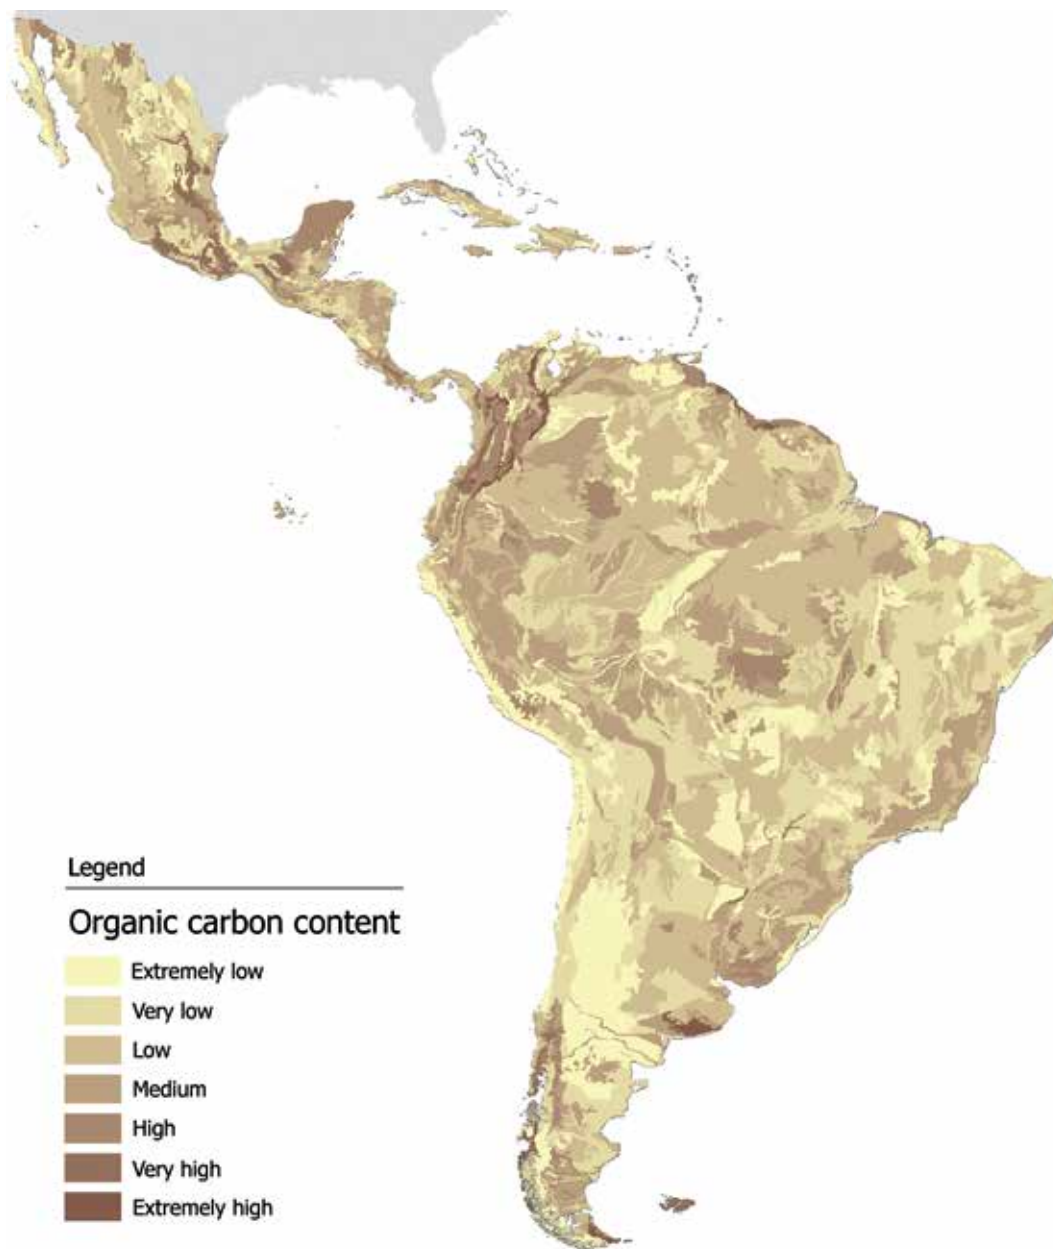 Legend
Organic carbon content
Extremely low
Very low
Low
Medium
High
Very high
Extremely high